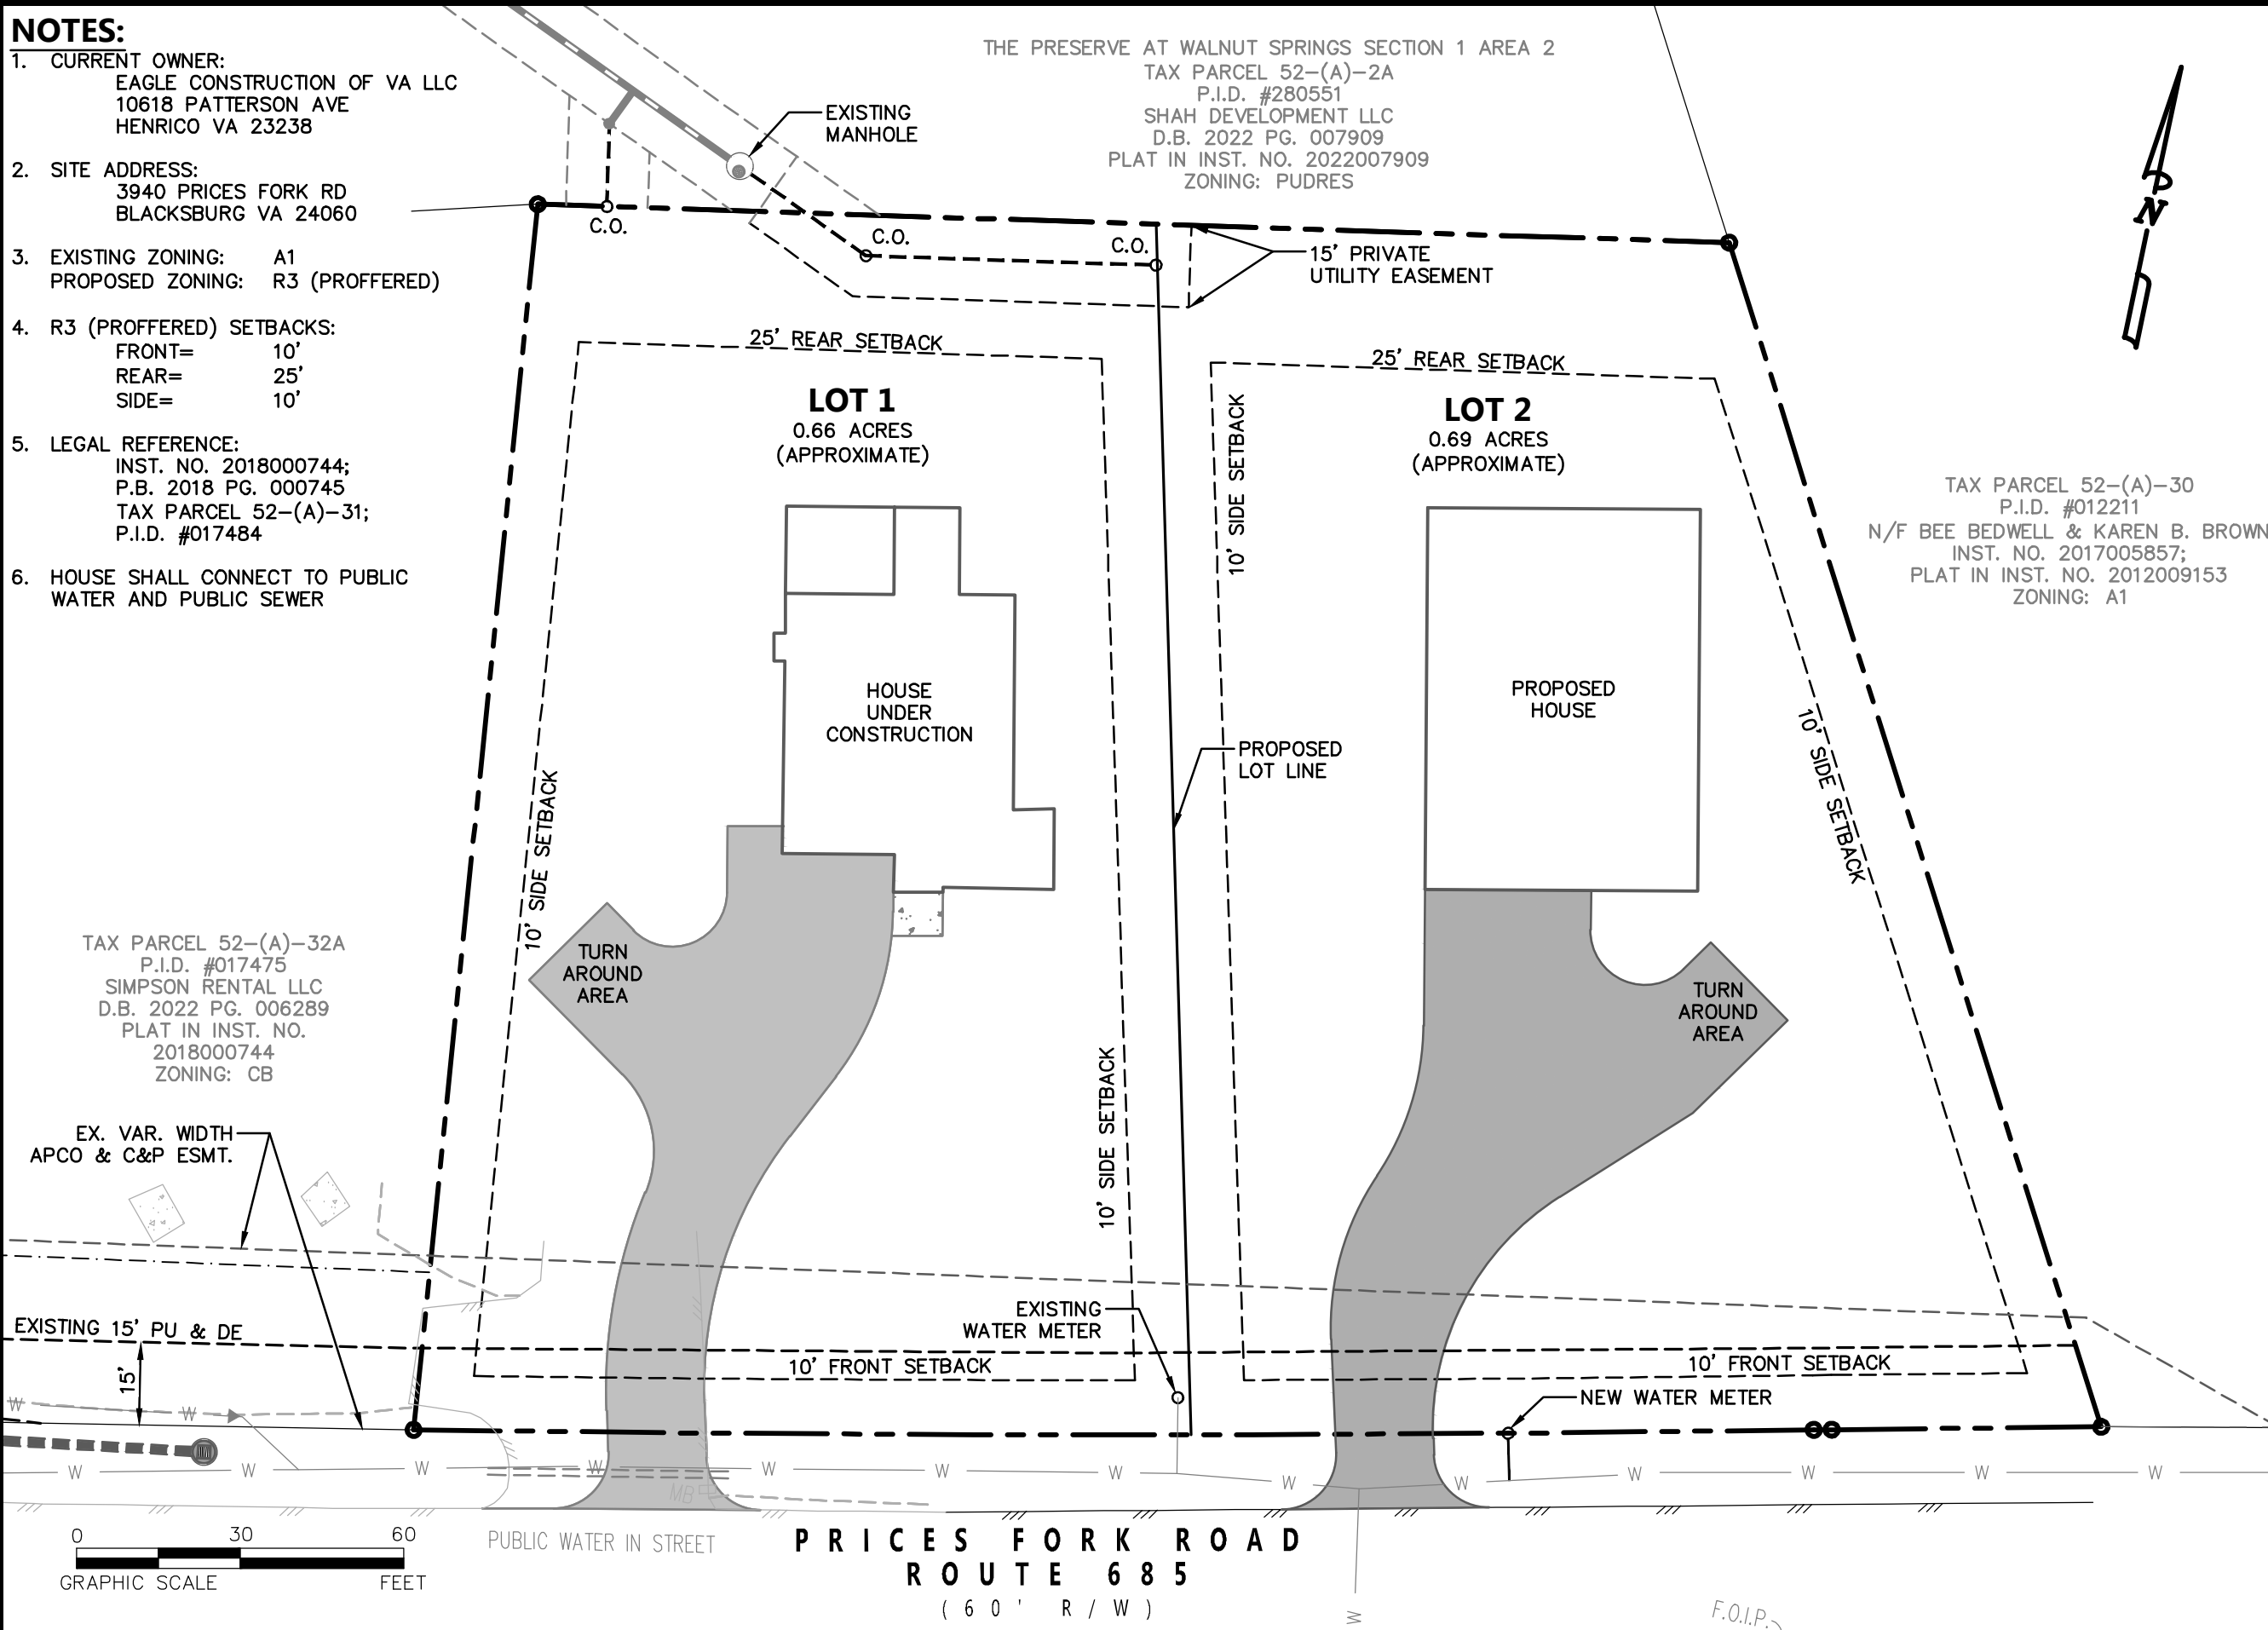 NOTES:
1. CURRENT OWNER:
EAGLE CONSTRUCTION OF VA LLC
10618 PATTERSON AVE
HENRICO VA 23238
2. SITE ADDRESS:
3940 PRICES FORK RD
BLACKSBURG VA 24060
3. EXISTING ZONING: A1
PROPOSED ZONING: R3 (PROFFERED)
4. R3 (PROFFERED) SETBACKS:
FRONT= 10'
REAR= 25'
SIDE= 10'
5. LEGAL REFERENCE:
INST. NO. 2018000744;
P.B. 2018 PG. 000745
TAX PARCEL 52-(A)-31;
P.I.D. #017484
6. HOUSE SHALL CONNECT TO PUBLIC
WATER AND PUBLIC SEWER
THE PRESERVE AT WALNUT SPRINGS SECTION 1 AREA 2
TAX PARCEL 52-(A)-2A
P.I.D. #280551
SHAH DEVELOPMENT LLC
D.B. 2022 PG. 007909
PLAT IN INST. NO. 2022007909
ZONING: PUDRES
EXISTING
MANHOLE
N
C.O.
C.O.
C.O.
15' PRIVATE
UTILITY EASEMENT
25' REAR SETBACK
25' REAR SETBACK
LOT 1
0.66 ACRES
(APPROXIMATE)
LOT 2
0.69 ACRES
(APPROXIMATE)
10' SIDE SETBACK
TAX PARCEL 52-(A)-30
P.I.D. #012211
N/F BEE BEDWELL & KAREN B. BROWN
INST. NO. 2017005857;
PLAT IN INST. NO. 2012009153
ZONING: A1
HOUSE
UNDER
CONSTRUCTION
PROPOSED
HOUSE
PROPOSED
LOT LINE
10' SIDE SETBACK
10' SIDE SETBACK
TURN
AROUND
AREA
TURN
AROUND
AREA
TAX PARCEL 52-(A)-32A
P.I.D. #017475
SIMPSON RENTAL LLC
D.B. 2022 PG. 006289
PLAT IN INST. NO.
2018000744
ZONING: CB
10' SIDE SETBACK
EX. VAR. WIDTH
APCO & C&P ESMT.
EXISTING
WATER METER
EXISTING 15' PU & DE
15'
10' FRONT SETBACK
10' FRONT SETBACK
NEW WATER METER
W W
W W W W W W W W W W W W W
MB
0 30 60
GRAPHIC SCALE FEET
PUBLIC WATER IN STREET
PRICES FORK ROAD
ROUTE 685
(60' R/W)
W
F.O.I.P.